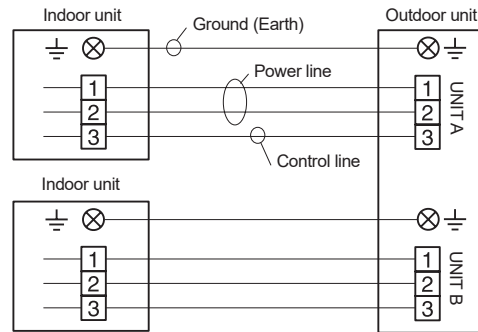 Indoor unit
Outdoor unit
Ground (Earth)
Power line
1
1
2
2
3
3
UNIT A
Control line
Indoor unit
1
1
2
2
3
3
UNIT B